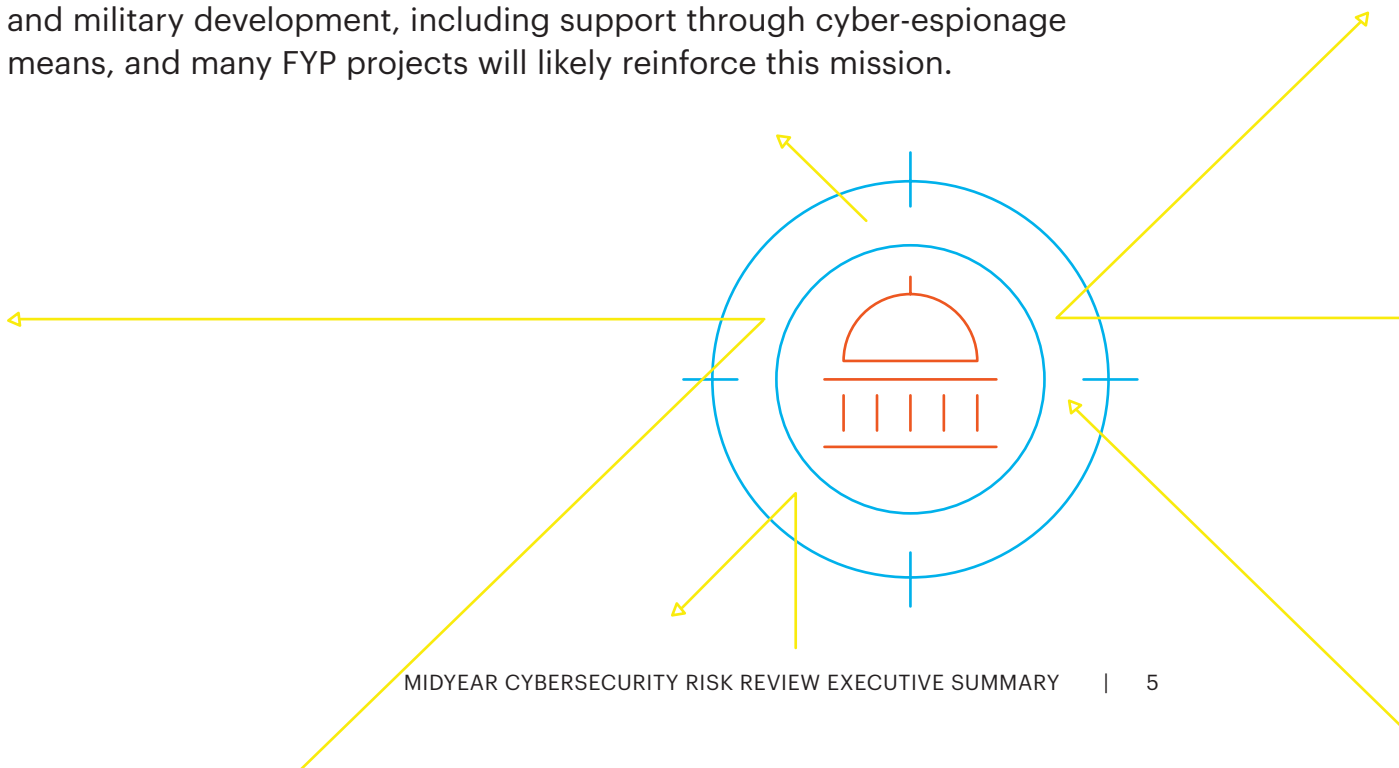 and military development, including support through cyber-espionage
means, and many FYP projects will likely reinforce this mission.
MIDYEAR CYBERSECURITY RISK REVIEW EXECUTIVE SUMMARY | 5